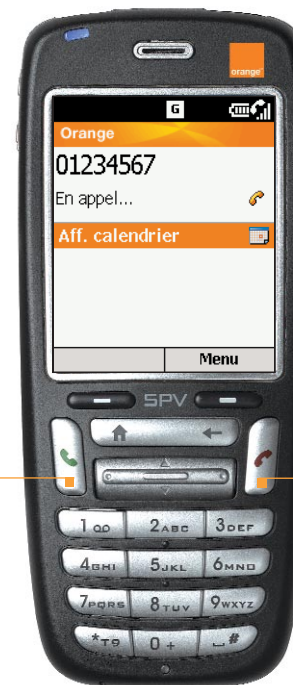 orange
G
Orange
01234567
En appel...
Aff. calendrier
Menu
SPV
1
2ABC
3DEF
4GHI
5JKL
6MNO
7PQRS
8TUV
9WXYZ
*T9
0+
#